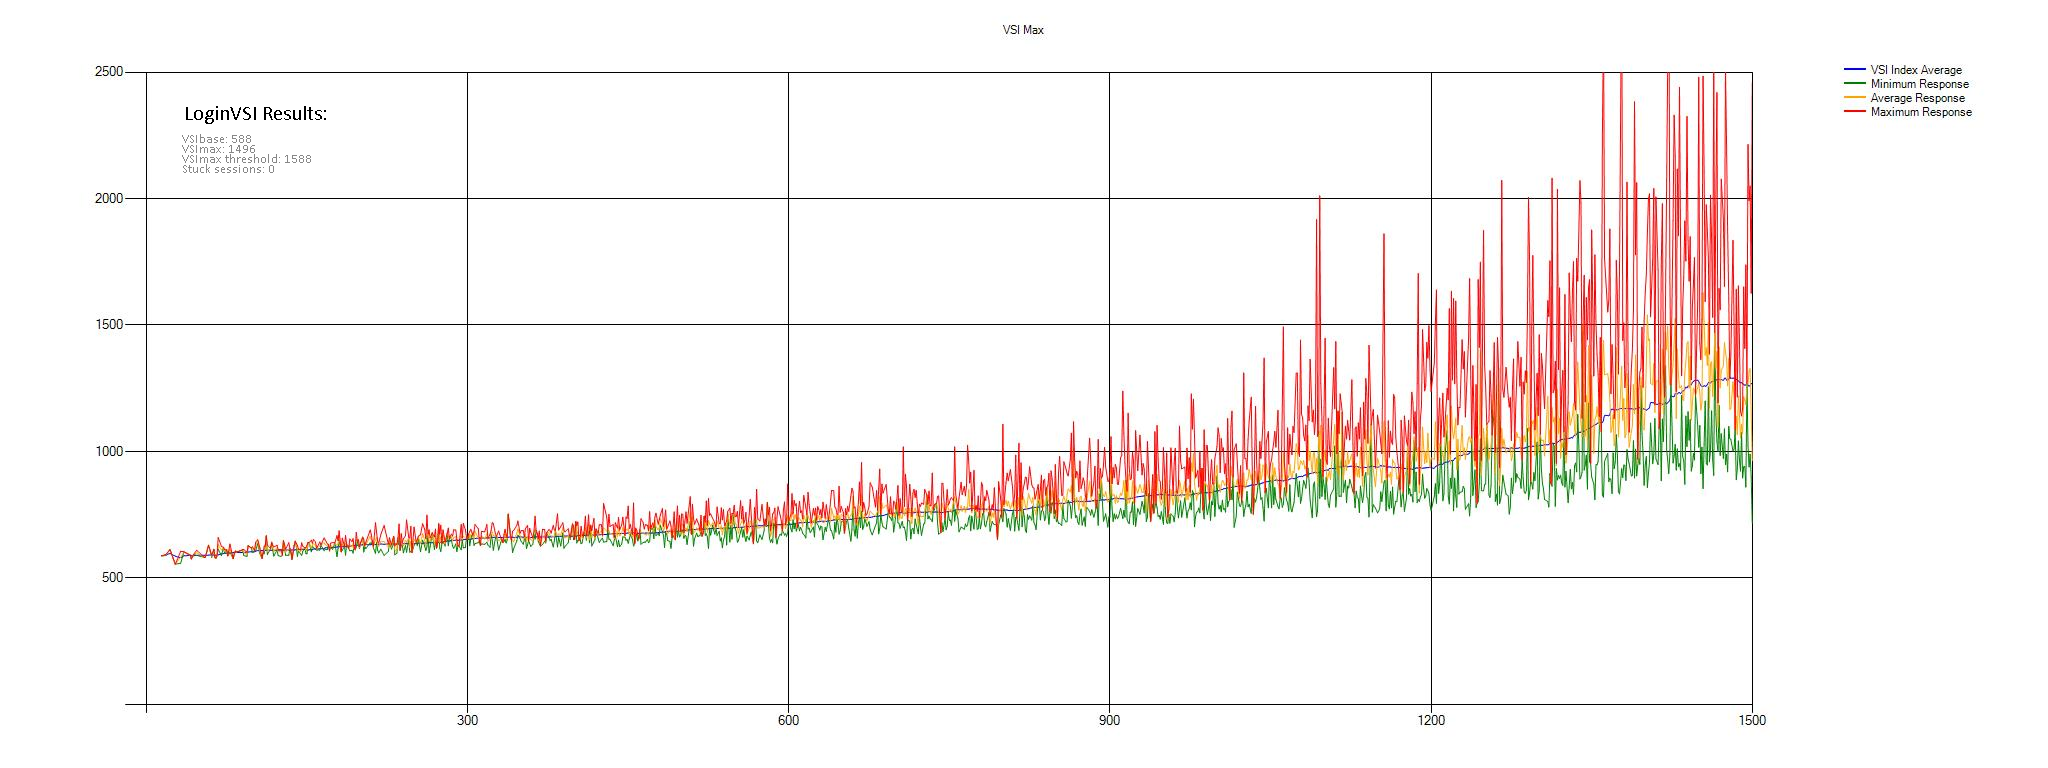 VSI Max
2500
2000
1500
1000
500
300
600
900
1200
1500
LoginVSI Results:
VSIbase: 588
VSImax: 1496
VSImax threshold: 1588
Stuck sessions: 0
VSI Index Average
Minimum Response
Average Response
Maximum Response